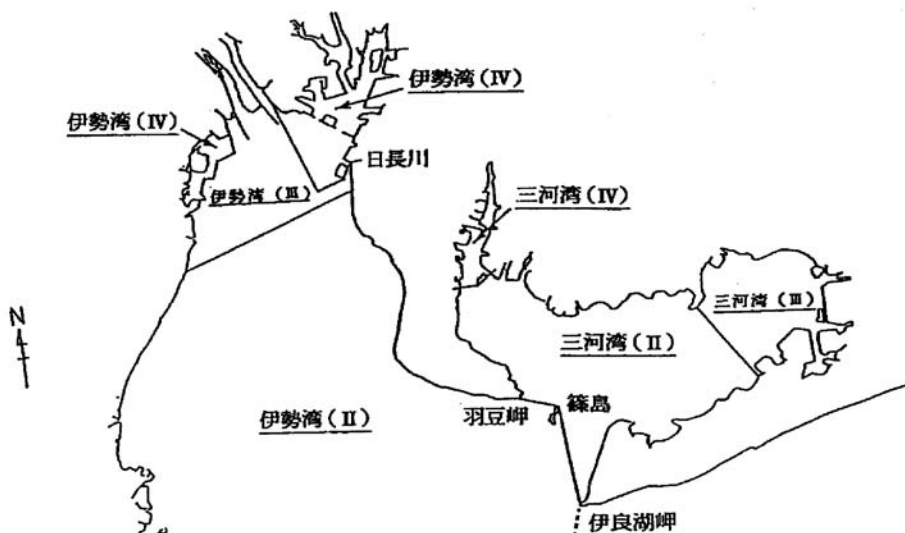 伊勢湾(Ⅳ)
伊勢湾(Ⅳ)
日長川
伊勢湾(Ⅲ)
三河湾(Ⅳ)
三河湾(Ⅲ)
N
三河湾(Ⅱ)
伊勢湾(Ⅱ)
羽豆岬
篠島
伊良湖岬